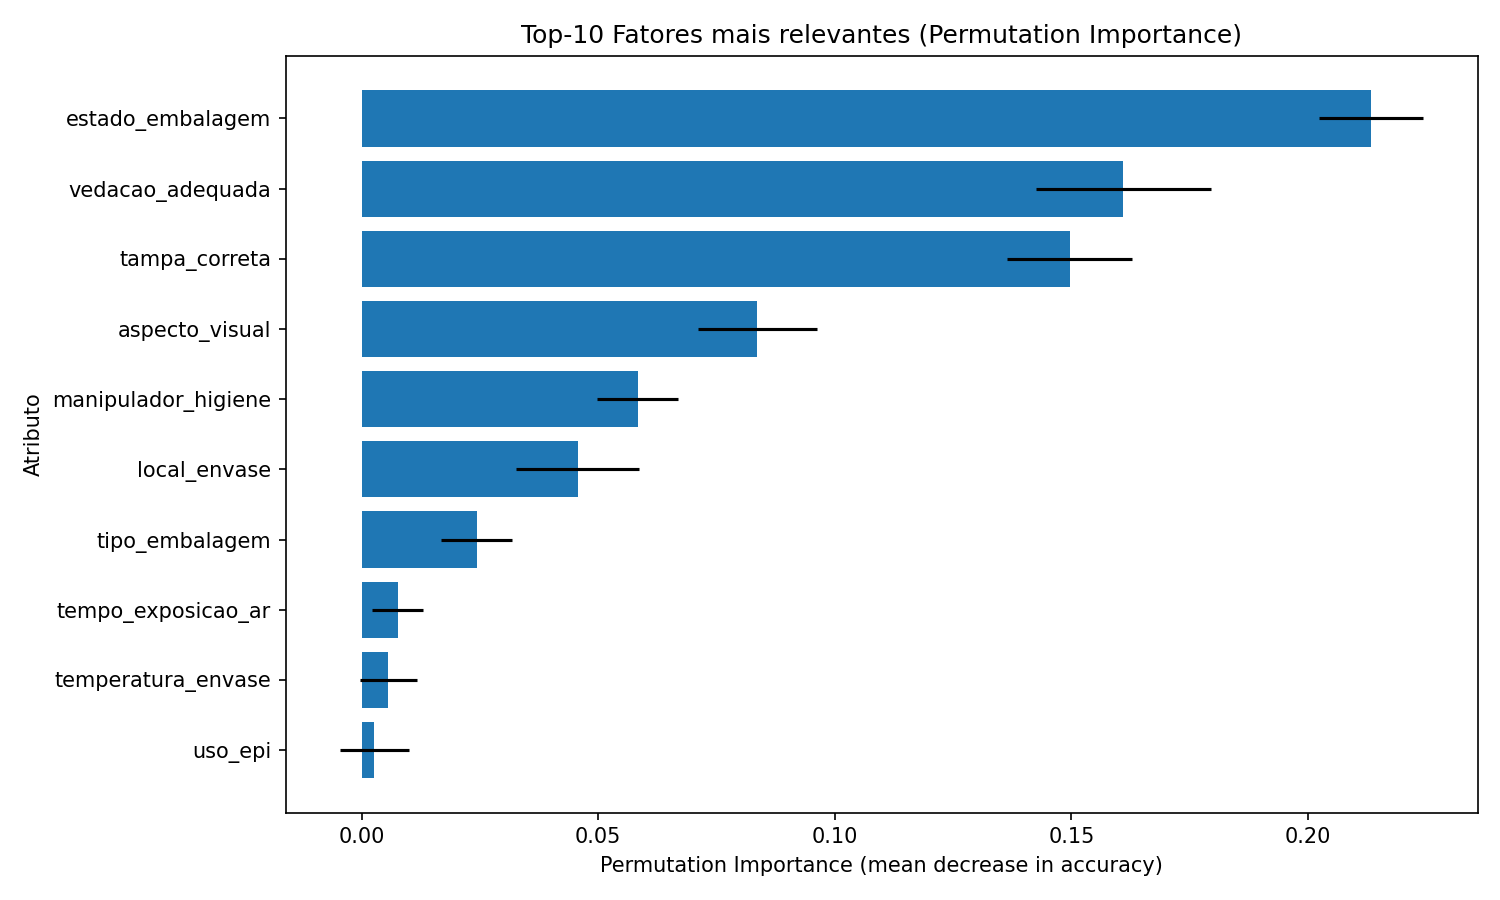 Top-10 Fatores mais relevantes (Permutation Importance)
estado_embalagem
vedacao_adequada
tampa_correta
aspecto_visual
manipulador_higiene
local_envase
tipo_embalagem
tempo_exposicao_ar
temperatura_envase
uso_epi
Atributo
0.00 0.05 0.10 0.15 0.20
Permutation Importance (mean decrease in accuracy)